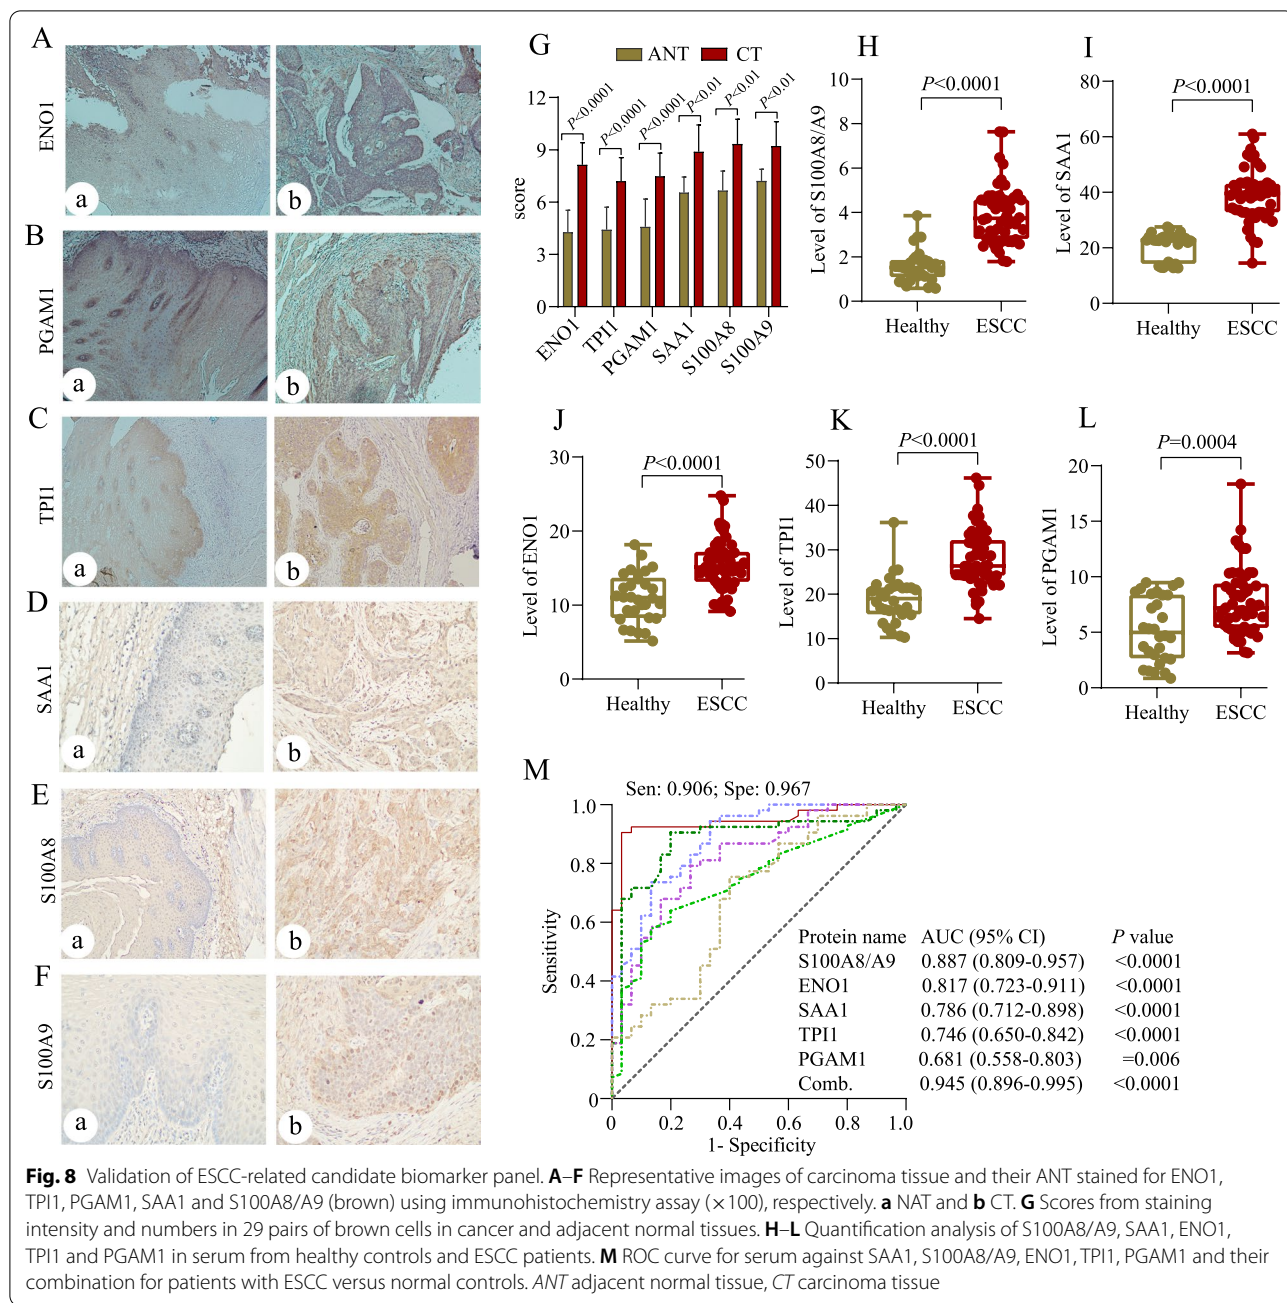 A
ENO1
a
b
B
PGAM1
a
b
C
TPI1
a
b
D
SAA1
a
b
E
S100A8
a
b
F
S100A9
a
b
G
ANT CT
score
12
9
6
3
0
P<0.0001
P<0.0001
P<0.0001
P<0.01
P<0.01
P<0.01
ENO1
TPI1
PGAM1
SAA1
S100A8
S100A9
H
P<0.0001
Level of S100A8/A9
10
8
6
4
2
0
Healthy ESCC
I
P<0.0001
Level of SAA1
80
60
40
20
0
Healthy ESCC
J
P<0.0001
Level of ENO1
30
20
10
0
Healthy ESCC
K
P<0.0001
Level of TPI1
50
40
30
20
10
0
Healthy ESCC
L
P=0.0004
Level of PGAM1
20
15
10
5
0
Healthy ESCC
M
Sen: 0.906; Spe: 0.967
Sensitivity
1.0
0.8
0.6
0.4
0.2
0
0 0.2 0.4 0.6 0.8 1.0
1- Specificity
Protein name AUC (95% CI) P value
S100A8/A9 0.887 (0.809-0.957) <0.0001
ENO1 0.817 (0.723-0.911) <0.0001
SAA1 0.786 (0.712-0.898) <0.0001
TPI1 0.746 (0.650-0.842) <0.0001
PGAM1 0.681 (0.558-0.803) =0.006
Comb. 0.945 (0.896-0.995) <0.0001
Fig. 8 Validation of ESCC-related candidate biomarker panel. A–F Representative images of carcinoma tissue and their ANT stained for ENO1,
TPI1, PGAM1, SAA1 and S100A8/A9 (brown) using immunohistochemistry assay (×100), respectively. a NAT and b CT. G Scores from staining
intensity and numbers in 29 pairs of brown cells in cancer and adjacent normal tissues. H–L Quantification analysis of S100A8/A9, SAA1, ENO1,
TPI1 and PGAM1 in serum from healthy controls and ESCC patients. M ROC curve for serum against SAA1, S100A8/A9, ENO1, TPI1, PGAM1 and their
combination for patients with ESCC versus normal controls. ANT adjacent normal tissue, CT carcinoma tissue